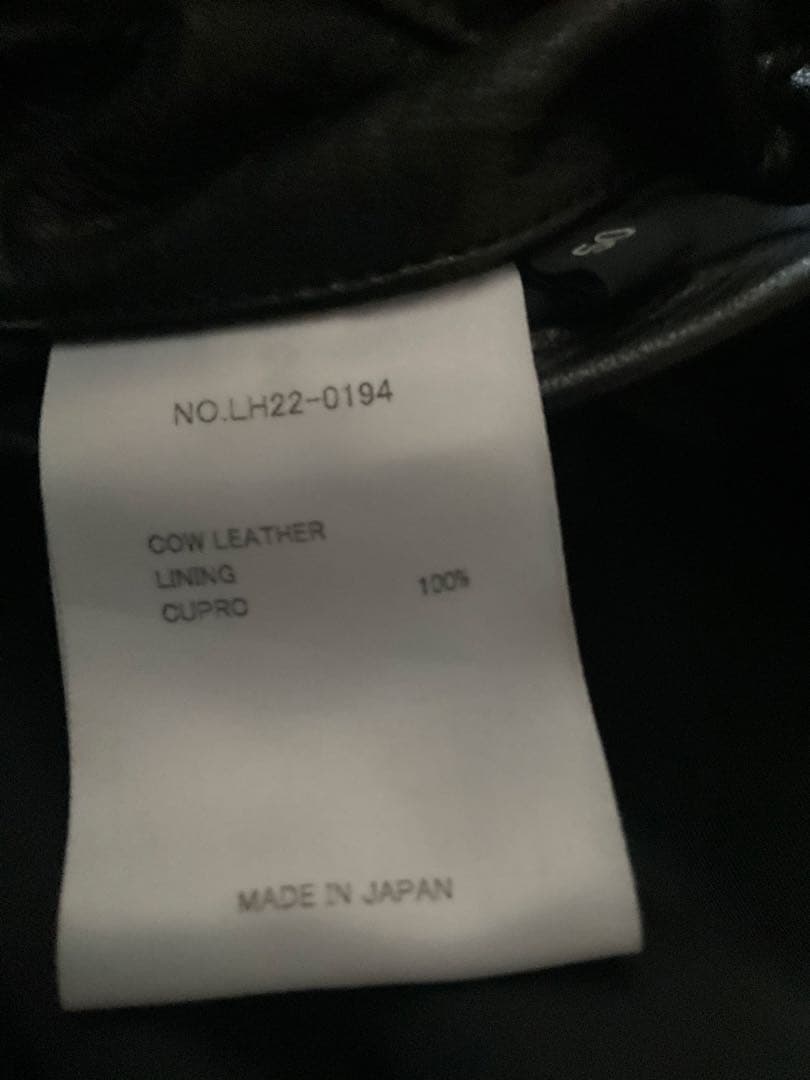 NO.LH22-0194
COW LEATHER
LINING
CUPRO 100%
MADE IN JAPAN